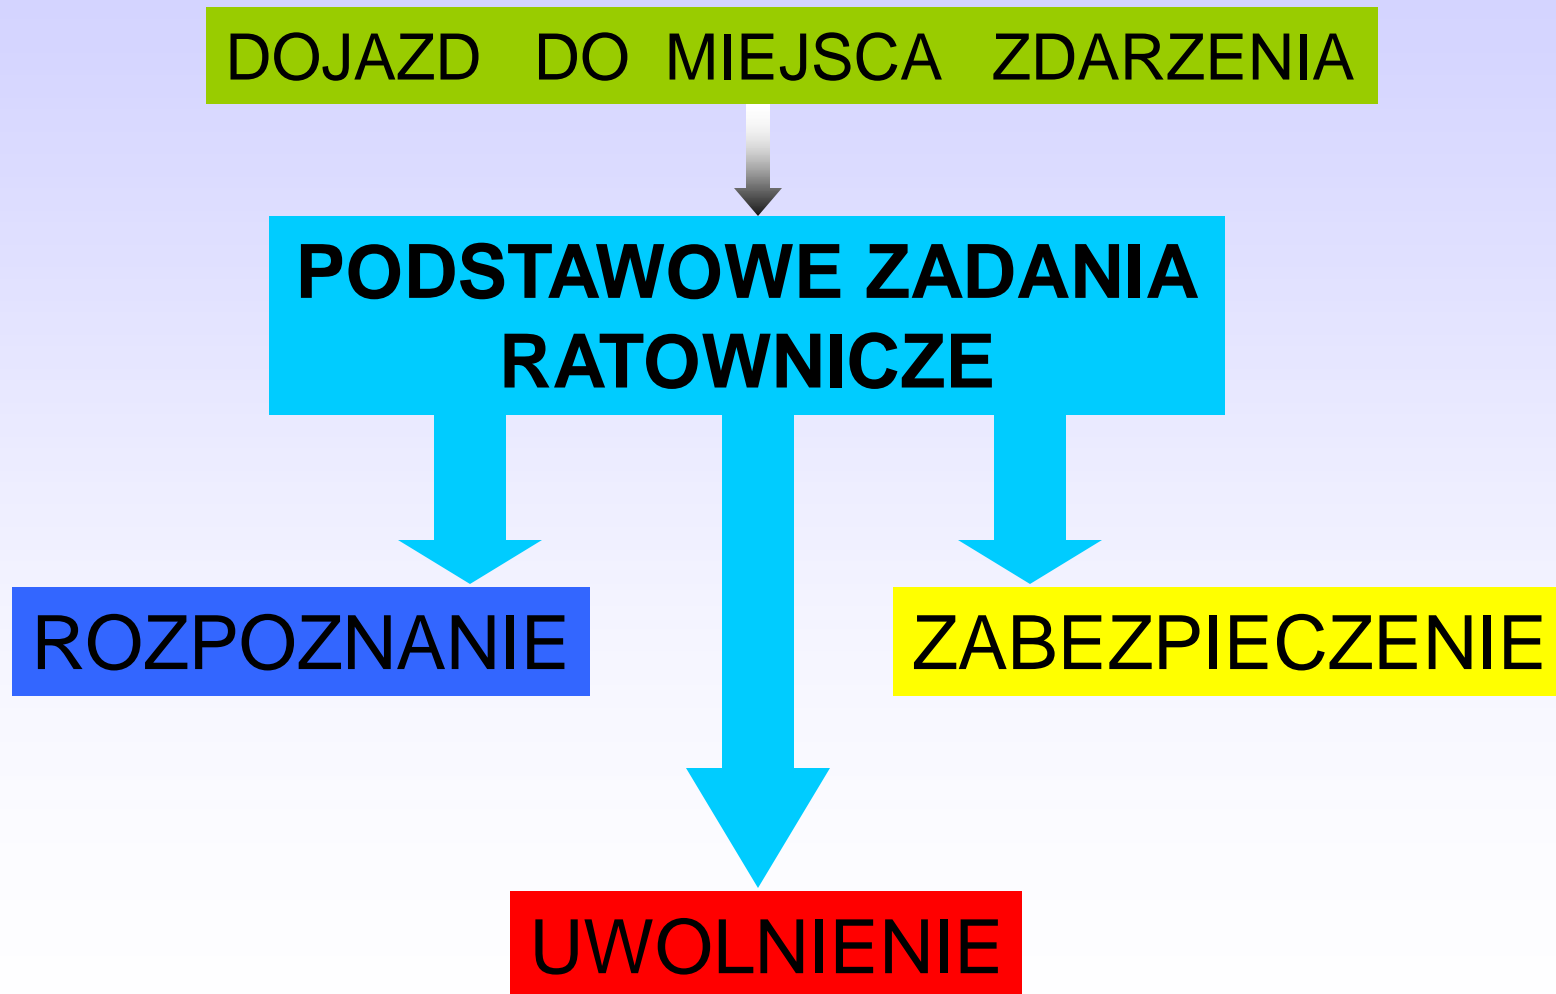 DOJAZD DO MIEJSCA ZDARZENIA
PODSTAWOWE ZADANIA
RATOWNICZE
ROZPOZNANIE
ZABEZPIECZENIE
UWOLNIENIE